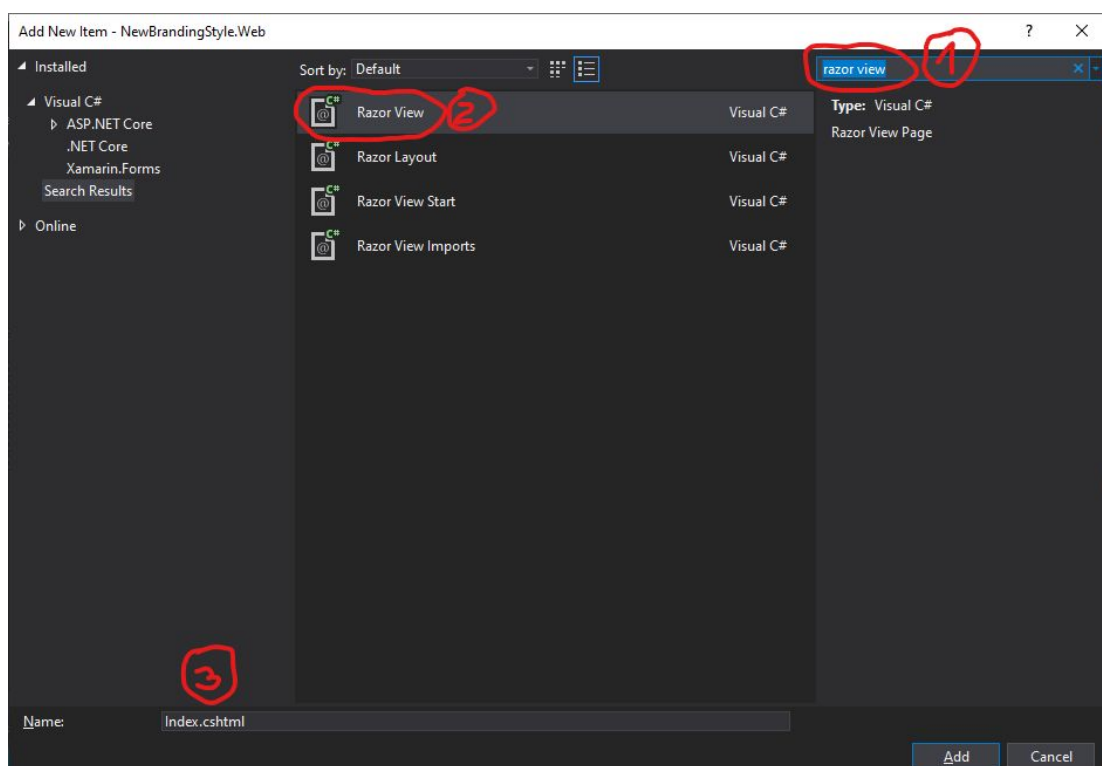 Add New Item - NewBrandingStyle.Web
?
Installed
Sort by: Default
razor view
1
Visual C#
ASP.NET Core
.NET Core
Xamarin.Forms
Search Results
Online
C# @ Razor View Visual C#
2
C# @ Razor Layout Visual C#
C# @ Razor View Start Visual C#
C# @ Razor View Imports Visual C#
Type: Visual C#
Razor View Page
3
Name: Index.cshtml
Add Cancel